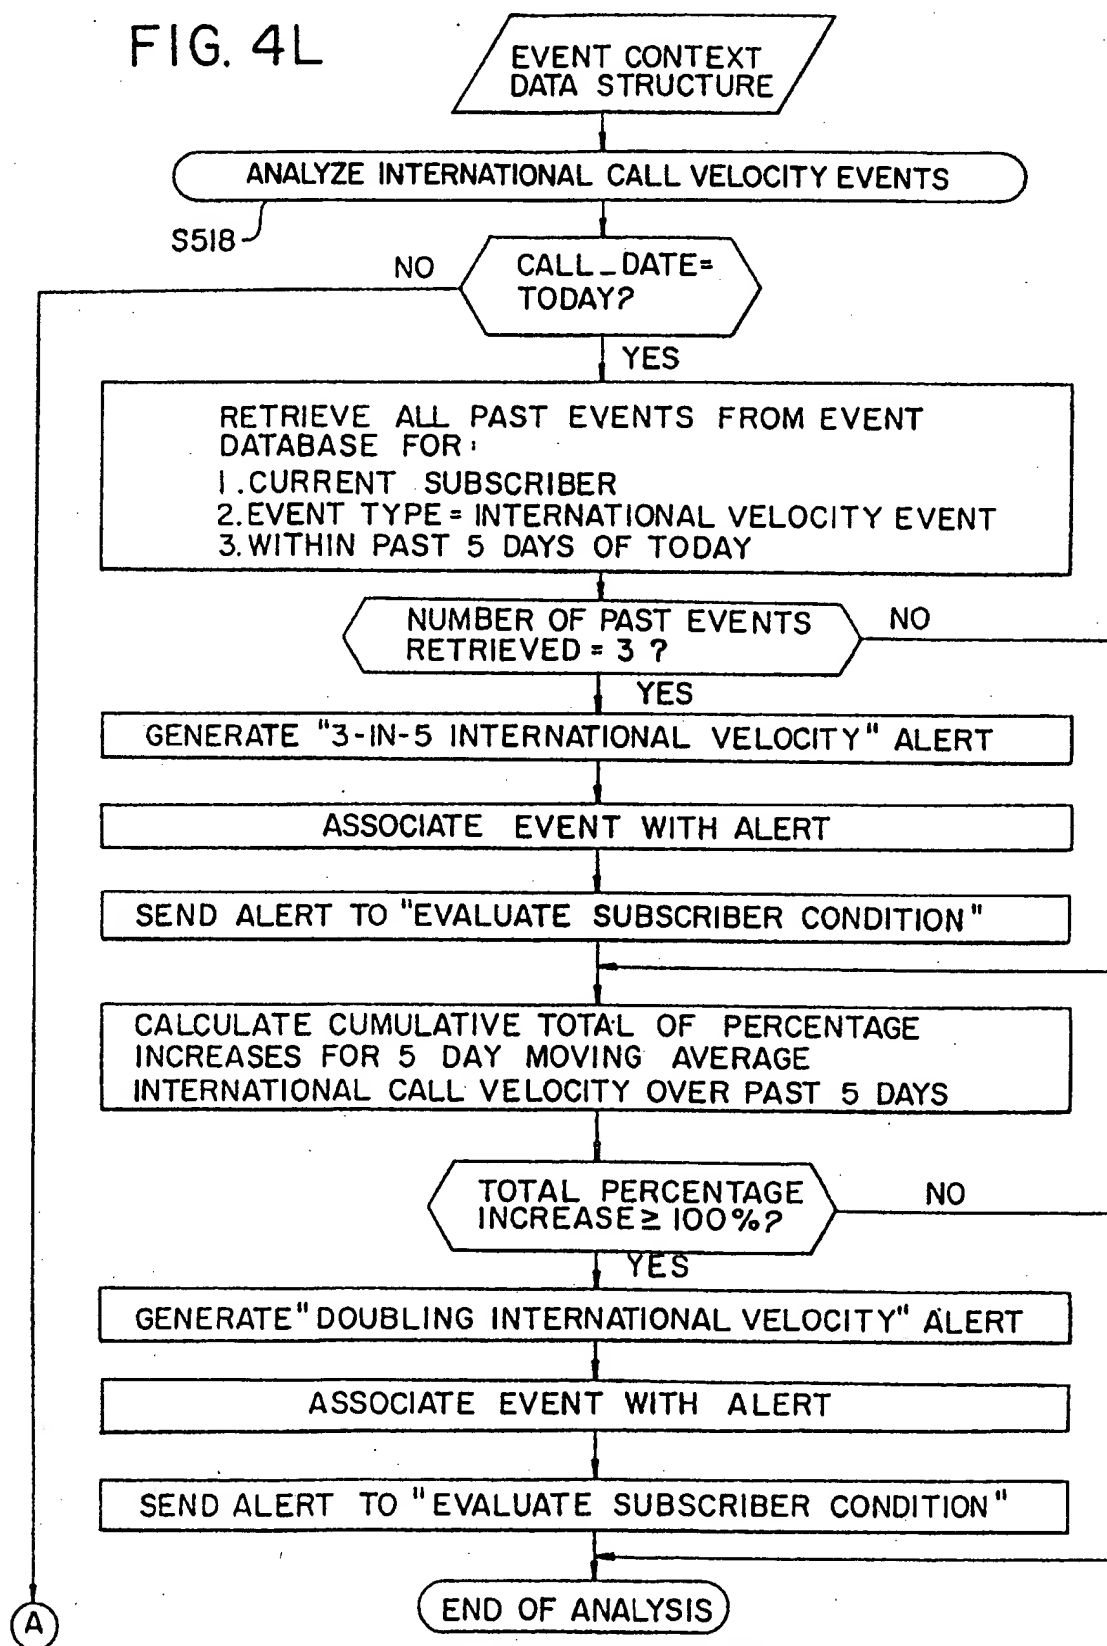 FIG. 4L
EVENT CONTEXT
DATA STRUCTURE
ANALYZE INTERNATIONAL CALL VELOCITY EVENTS
S518
NO
CALL_DATE=
TODAY?
YES
RETRIEVE ALL PAST EVENTS FROM EVENT
DATABASE FOR:
1. CURRENT SUBSCRIBER
2. EVENT TYPE = INTERNATIONAL VELOCITY EVENT
3. WITHIN PAST 5 DAYS OF TODAY
NUMBER OF PAST EVENTS
RETRIEVED = 3 ?
NO
YES
GENERATE "3-IN-5 INTERNATIONAL VELOCITY" ALERT
ASSOCIATE EVENT WITH ALERT
SEND ALERT TO "EVALUATE SUBSCRIBER CONDITION"
CALCULATE CUMULATIVE TOTAL OF PERCENTAGE
INCREASES FOR 5 DAY MOVING AVERAGE
INTERNATIONAL CALL VELOCITY OVER PAST 5 DAYS
TOTAL PERCENTAGE
INCREASE ≥ 100%?
NO
YES
GENERATE "DOUBLING INTERNATIONAL VELOCITY" ALERT
ASSOCIATE EVENT WITH ALERT
SEND ALERT TO "EVALUATE SUBSCRIBER CONDITION"
END OF ANALYSIS
A